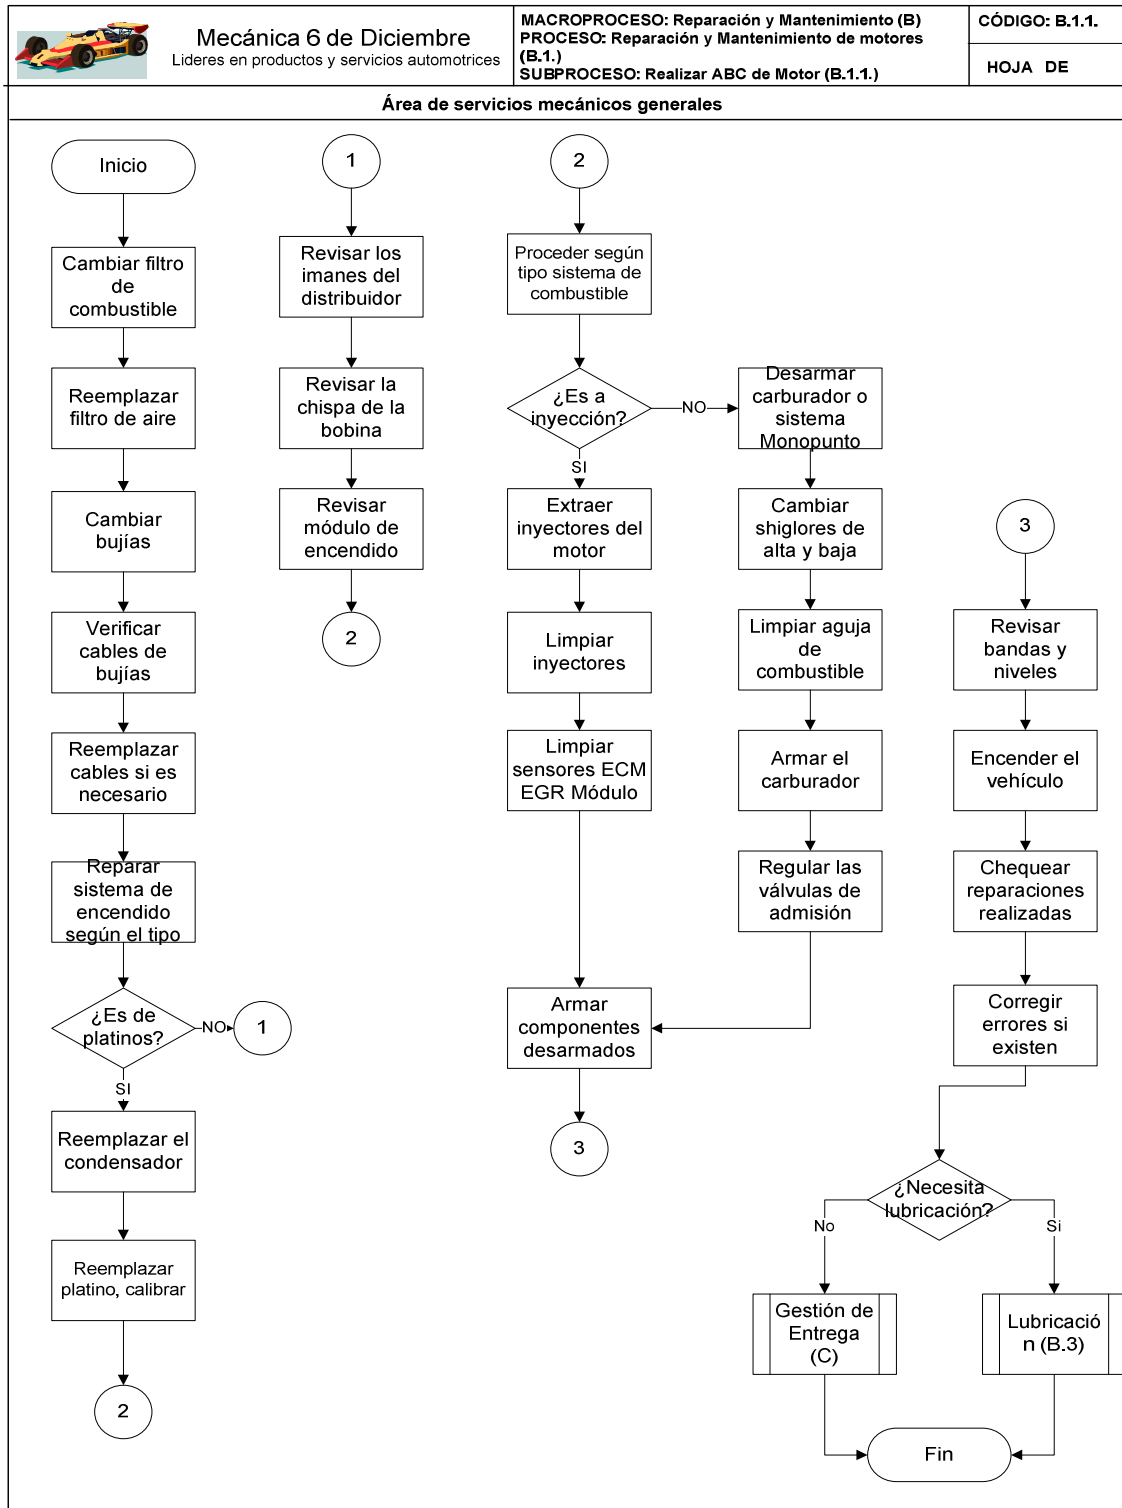 Mecánica 6 de Diciembre
Lideres en productos y servicios automotrices
MACROPROCESO: Reparación y Mantenimiento (B)
PROCESO: Reparación y Mantenimiento de motores
(B.1.)
SUBPROCESO: Realizar ABC de Motor (B.1.1.)
CÓDIGO: B.1.1.
HOJA DE
Área de servicios mecánicos generales
Inicio
Cambiar filtro
de
combustible
Reemplazar
filtro de aire
Cambiar
bujías
Verificar
cables de
bujías
Reemplazar
cables si es
necesario
Reparar
sistema de
encendido
según el tipo
¿Es de
platinos?
NO
1
SI
Reemplazar el
condensador
Reemplazar
platino, calibrar
2
1
Revisar los
imanes del
distribuidor
Revisar la
chispa de la
bobina
Revisar
módulo de
encendido
2
2
Proceder según
tipo sistema de
combustible
¿Es a
inyección?
NO
SI
Extraer
inyectores del
motor
Limpiar
inyectores
Limpiar
sensores ECM
EGR Módulo
Armar
componentes
desarmados
3
Desarmar
carburador o
sistema
Monopunto
Cambiar
shiglores de
alta y baja
Limpiar aguja
de
combustible
Armar el
carburador
Regular las
válvulas de
admisión
3
Revisar
bandas y
niveles
Encender el
vehículo
Chequear
reparaciones
realizadas
Corregir
errores si
existen
¿Necesita
lubricación?
No
Si
Gestión de
Entrega
(C)
Lubricació
n (B.3)
Fin